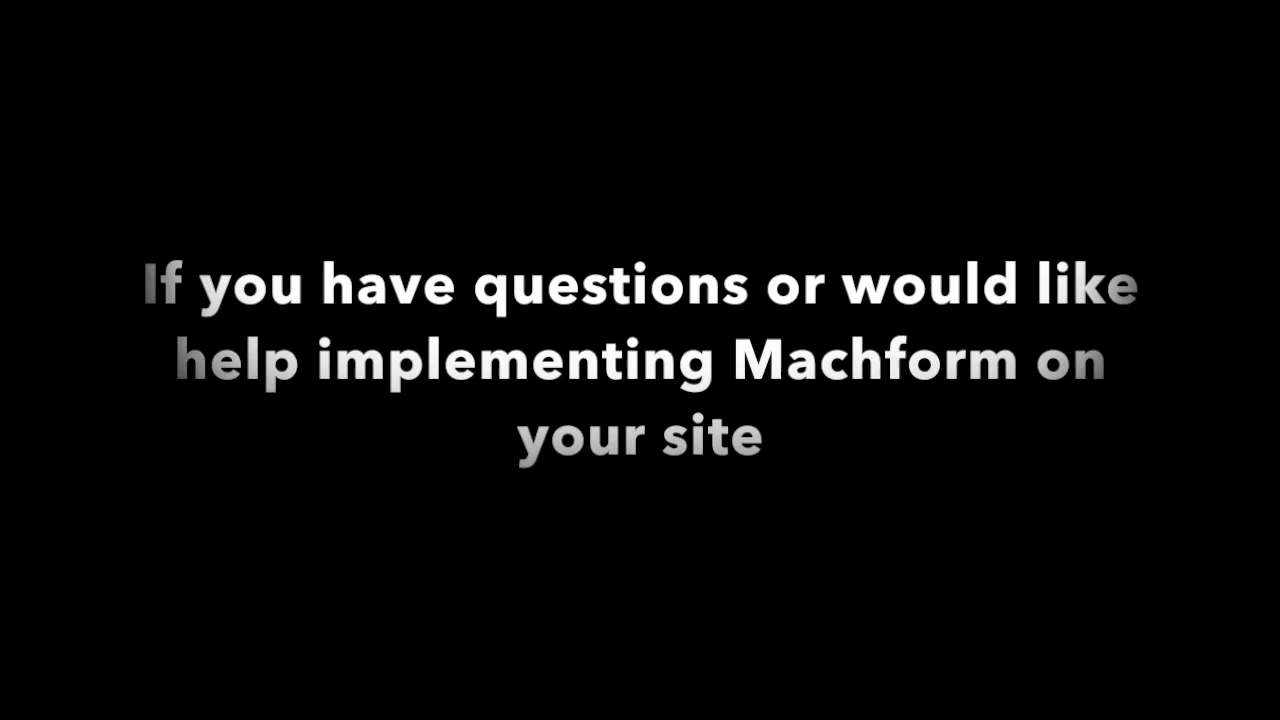 If you have questions or would like
help implementing Machform on
your site